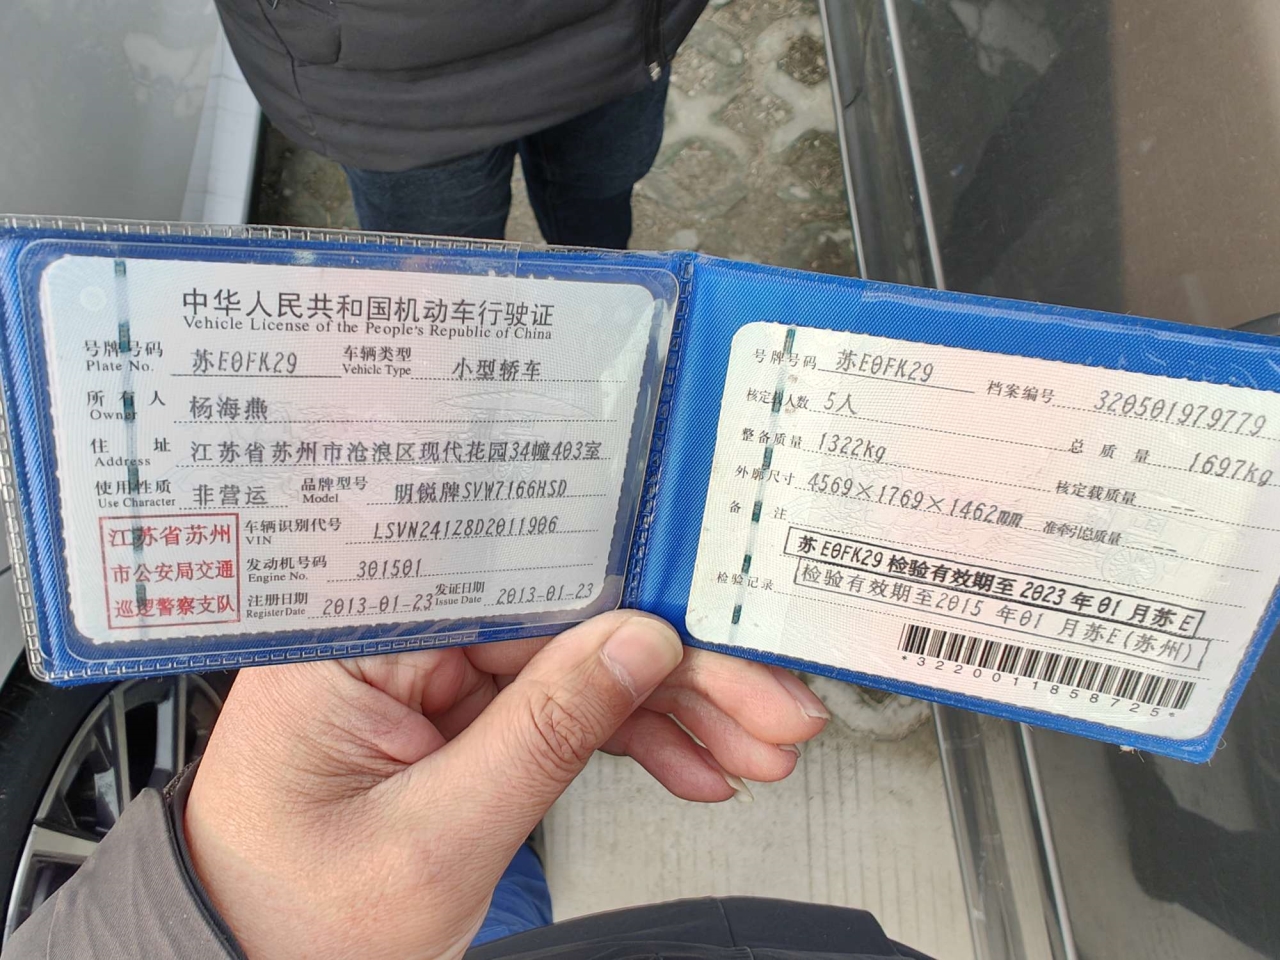 中华人民共和国机动车行驶证
Vehicle License of the People's Republic of China
号牌号码 Plate No. 苏E0FK29 车辆类型 Vehicle Type 小型轿车
所有人 Owner 杨海燕
住址 Address 江苏省苏州市沧浪区现代花园34幢403室
使用性质 Use Character 非营运 品牌型号 Model 明锐牌SVW7166HSD
江苏省苏州
市公安局交通
巡逻警察支队
车辆识别代号 VIN LSVN24128D2011906
发动机号码 Engine No. 301501
注册日期 Register Date 2013-01-23 发证日期 Issue Date 2013-01-23
号牌号码 苏E0FK29 档案编号 320501979779
核定载人数 5人 总质量 1697kg
整备质量 1322kg 核定载质量 --
外廓尺寸 4569×1769×1462mm 准牵引总质量 --
备注
苏E0FK29 检验有效期至 2023年01月苏E
检验记录 检验有效期至2015年01月苏E(苏州)
*3220011858725*